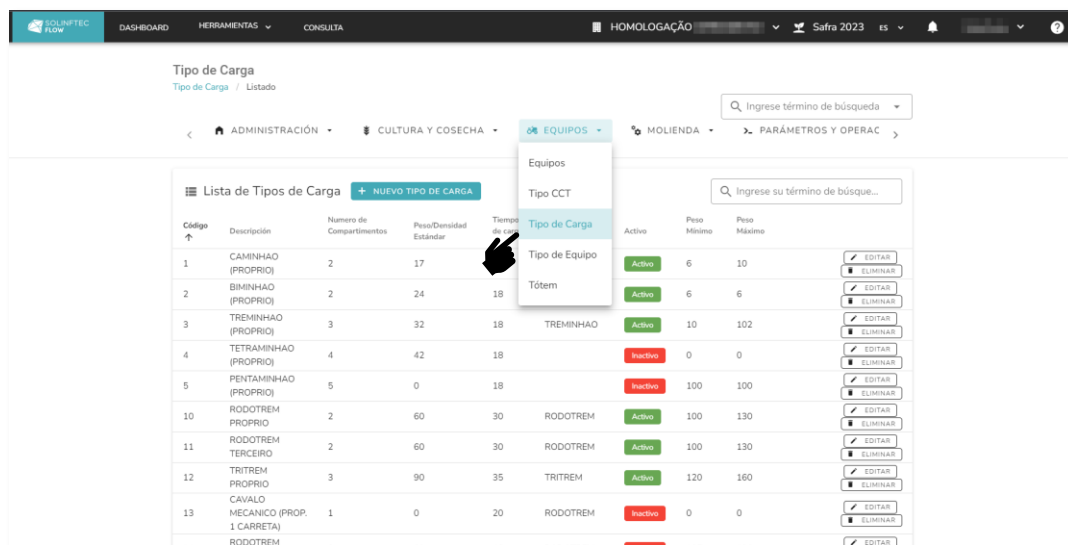 SOLINFTEC
FLOW
DASHBOARD
HERRAMIENTAS
CONSULTA
HOMOLOGAÇÃO
Safra 2023
ES
Tipo de Carga
Tipo de Carga / Listado
Ingrese término de búsqueda
ADMINISTRACIÓN
CULTURA Y COSECHA
EQUIPOS
MOLIENDA
PARÁMETROS Y OPERAC
Equipos
Tipo CCT
Tipo de Carga
Tipo de Equipo
Tótem
Lista de Tipos de Carga
+ NUEVO TIPO DE CARGA
Ingrese su término de búsque...
Código
Descripción
Numero de
Compartimentos
Peso/Densidad
Estándar
Tiempo
de car
Activo
Peso
Mínimo
Peso
Máximo
1 CAMINHAO (PROPRIO) 2 17 Activo 6 10 EDITAR ELIMINAR
2 BIMINHAO (PROPRIO) 2 24 18 Activo 6 6 EDITAR ELIMINAR
3 TREMINHAO (PROPRIO) 3 32 18 TREMINHAO Activo 10 102 EDITAR ELIMINAR
4 TETRAMINHAO (PROPRIO) 4 42 18 Inactivo 0 0 EDITAR ELIMINAR
5 PENTAMINHAO (PROPRIO) 5 0 18 Inactivo 100 100 EDITAR ELIMINAR
10 RODOTREM PROPRIO 2 60 30 RODOTREM Activo 100 130 EDITAR ELIMINAR
11 RODOTREM TERCEIRO 2 60 30 RODOTREM Activo 100 130 EDITAR ELIMINAR
12 TRITREM PROPRIO 3 90 35 TRITREM Activo 120 160 EDITAR ELIMINAR
13 CAVALO MECANICO (PROP. 1 CARRETA) 1 0 20 RODOTREM Inactivo 0 0 EDITAR ELIMINAR
RODOTREM EDITAR